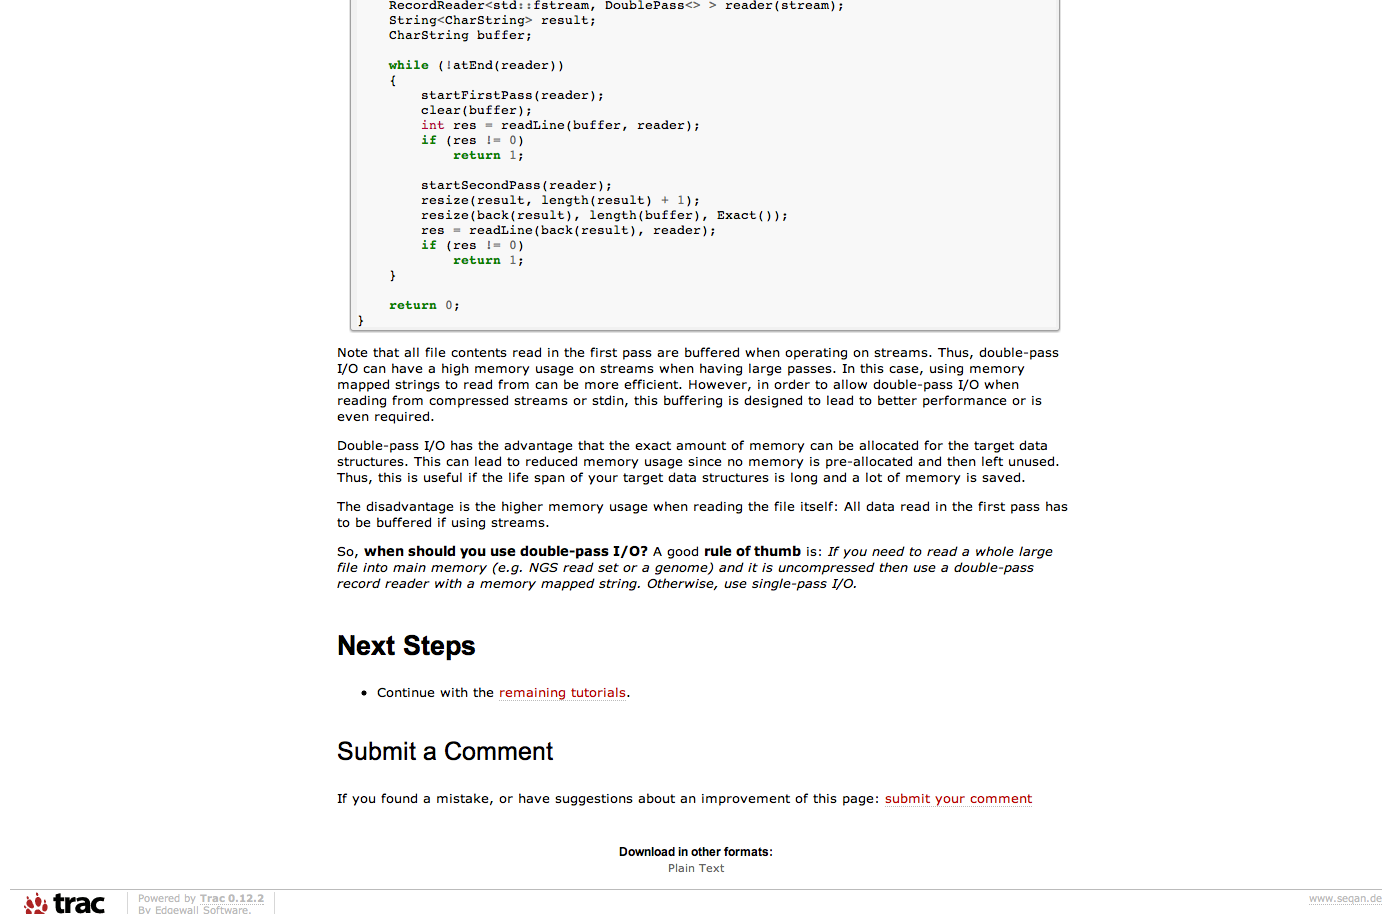 RecordReader<std::fstream, DoublePass<> > reader(stream);
String<CharString> result;
CharString buffer;
while (!atEnd(reader))
{
startFirstPass(reader);
clear(buffer);
int res = readLine(buffer, reader);
if (res != 0)
return 1;
startSecondPass(reader);
resize(result, length(result) + 1);
resize(back(result), length(buffer), Exact());
res = readLine(back(result), reader);
if (res != 0)
return 1;
}
return 0;
}
Note that all file contents read in the first pass are buffered when operating on streams. Thus, double-pass
I/O can have a high memory usage on streams when having large passes. In this case, using memory
mapped strings to read from can be more efficient. However, in order to allow double-pass I/O when
reading from compressed streams or stdin, this buffering is designed to lead to better performance or is
even required.
Double-pass I/O has the advantage that the exact amount of memory can be allocated for the target data
structures. This can lead to reduced memory usage since no memory is pre-allocated and then left unused.
Thus, this is useful if the life span of your target data structures is long and a lot of memory is saved.
The disadvantage is the higher memory usage when reading the file itself: All data read in the first pass has
to be buffered if using streams.
So, when should you use double-pass I/O? A good rule of thumb is: If you need to read a whole large
file into main memory (e.g. NGS read set or a genome) and it is uncompressed then use a double-pass
record reader with a memory mapped string. Otherwise, use single-pass I/O.
Next Steps
• Continue with the remaining tutorials.
Submit a Comment
If you found a mistake, or have suggestions about an improvement of this page: submit your comment
Download in other formats:
Plain Text
trac
Powered by Trac 0.12.2
By Edgewall Software.
www.seqan.de